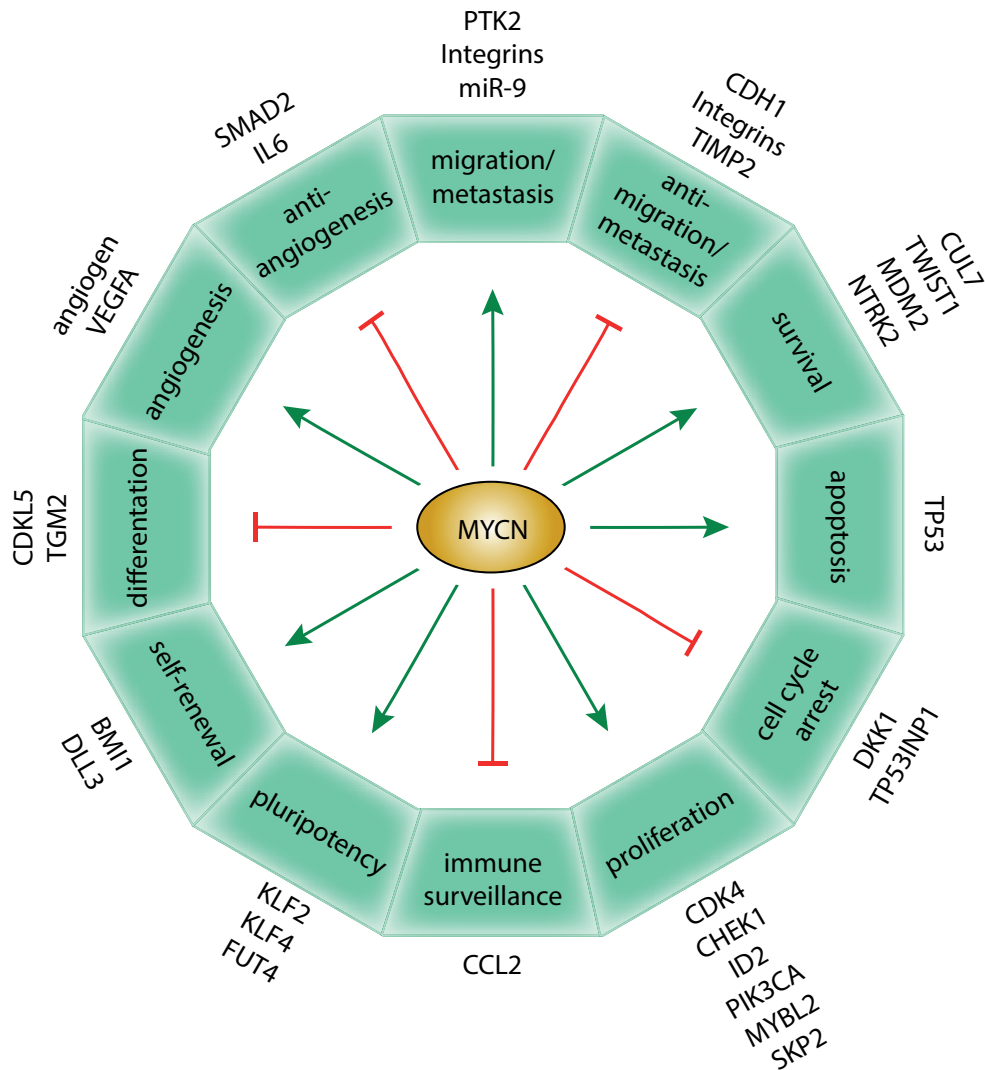 PTK2
Integrins
miR-9
migration/
metastasis
CDH1
Integrins
TIMP2
anti-
migration/
metastasis
CUL7
TWIST1
MDM2
NTRK2
survival
TP53
apoptosis
cell cycle
arrest
DKK1
TP53INP1
proliferation
CDK4
CHEK1
ID2
PIK3CA
MYBL2
SKP2
immune
surveillance
CCL2
pluripotency
KLF2
KLF4
FUT4
self-renewal
BMI1
DLL3
CDKL5
TGM2
differentation
angiogen
VEGFA
angiogenesis
SMAD2
IL6
anti-
angiogenesis
MYCN